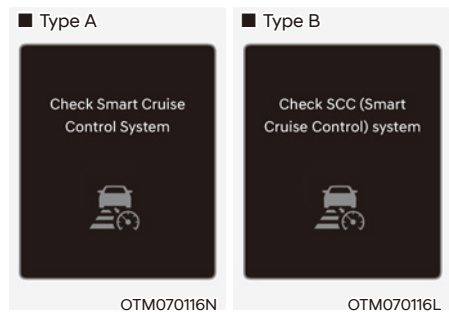 ■ Type A
Check Smart Cruise
Control System
OTM070116N
■ Type B
Check SCC (Smart
Cruise Control) system
OTM070116L